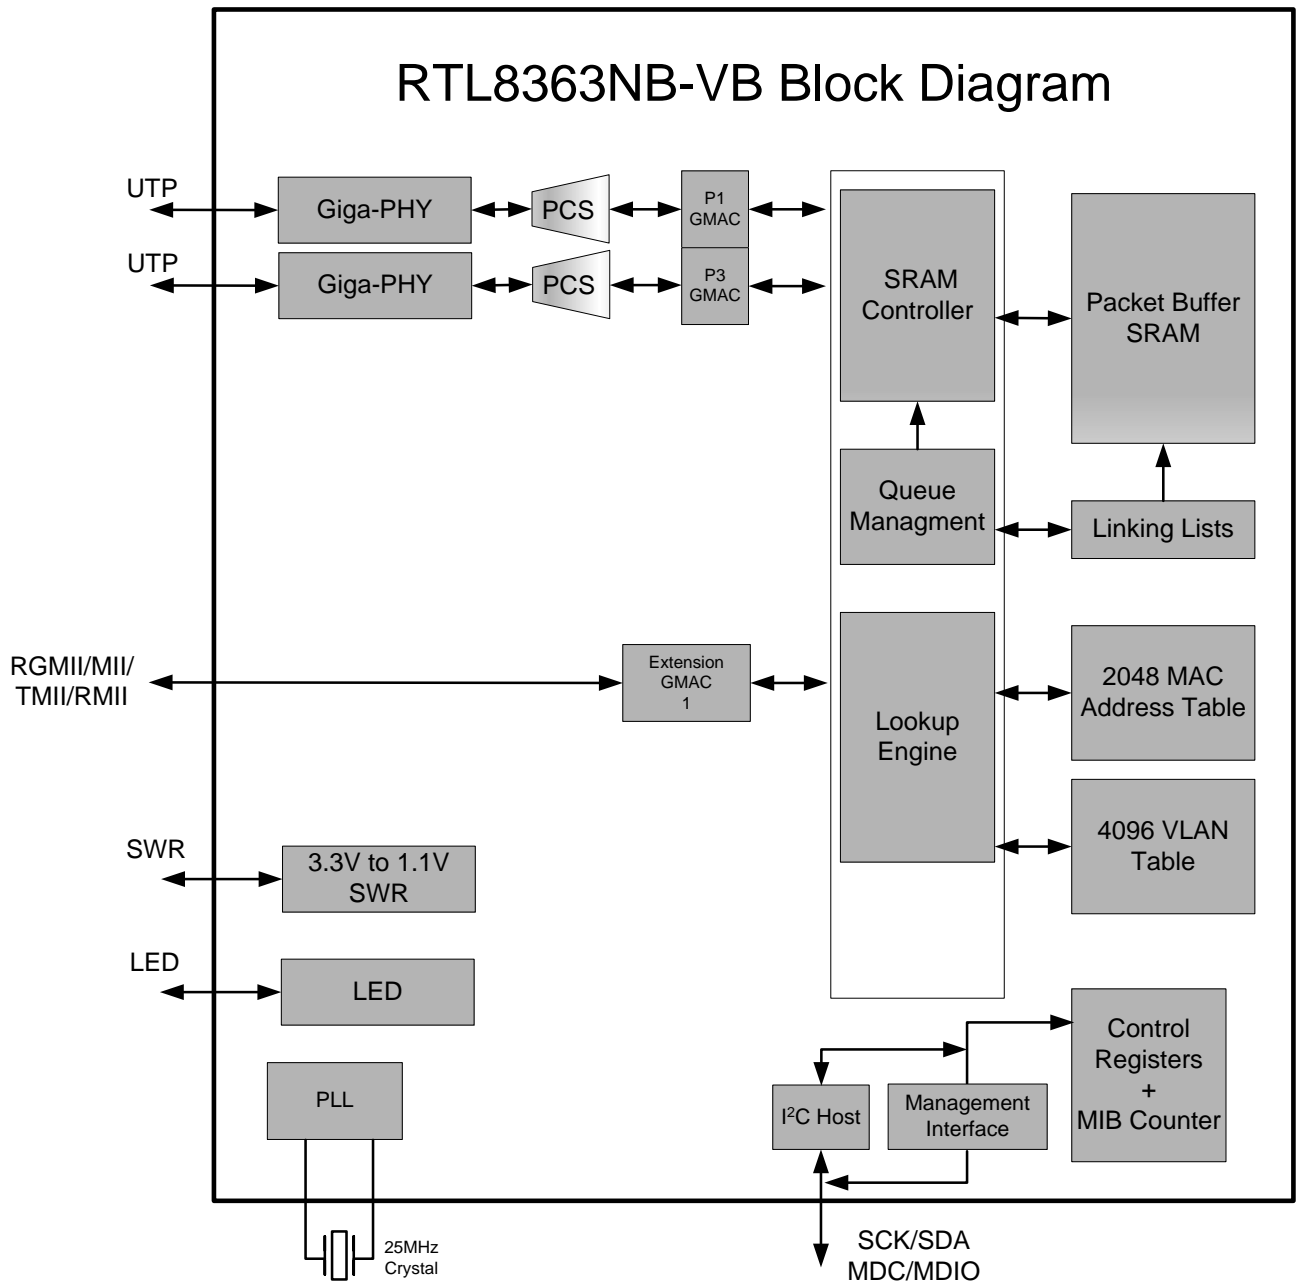 RTL8363NB-VB Block Diagram
UTP
Giga-PHY
PCS
P1
GMAC
UTP
Giga-PHY
PCS
P3
GMAC
SRAM
Controller
Packet Buffer
SRAM
Queue
Managment
Linking Lists
RGMII/MII/
TMII/RMII
Extension
GMAC
1
Lookup
Engine
2048 MAC
Address Table
4096 VLAN
Table
SWR
3.3V to 1.1V
SWR
LED
LED
PLL
25MHz
Crystal
I²C Host
Management
Interface
Control
Registers
+
MIB Counter
SCK/SDA
MDC/MDIO